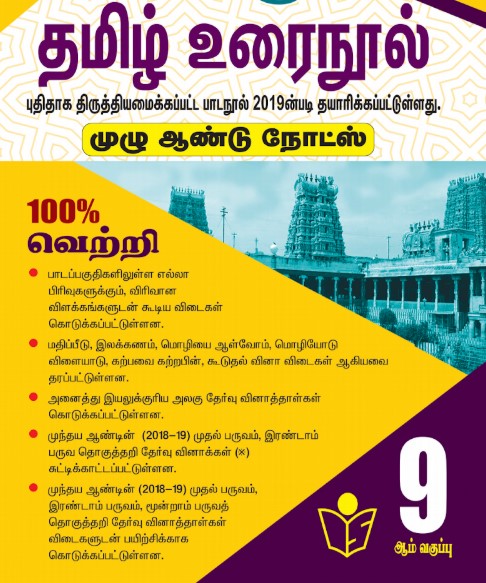 தமிழ் உரைநூல்
புதிதாக திருத்தியமைக்கப்பட்ட பாடநூல் 2019ன்படி தயாரிக்கப்பட்டுள்ளது.
முழு ஆண்டு நோட்ஸ்
100%
வெற்றி
பாடப்பகுதிகளிலுள்ள எல்லா
பிரிவுகளுக்கும், விரிவான
விளக்கங்களுடன் கூடிய விடைகள்
கொடுக்கப்பட்டுள்ளன.
மதிப்பீடு, இலக்கணம், மொழியை ஆள்வோம், மொழியோடு
விளையாடு, கற்பவை கற்றபின், கூடுதல் வினா விடைகள் ஆகியவை
தரப்பட்டுள்ளன.
அனைத்து இயலுக்குரிய அலகு தேர்வு வினாத்தாள்கள்
கொடுக்கப்பட்டுள்ளன.
முந்தய ஆண்டின் (2018-19) முதல் பருவம், இரண்டாம்
பருவ தொகுத்தறி தேர்வு வினாக்கள் (※)
சுட்டிக்காட்டப்பட்டுள்ளன.
முந்தய ஆண்டின் (2018-19) முதல் பருவம்,
இரண்டாம் பருவம், மூன்றாம் பருவத்
தொகுத்தறி தேர்வு வினாத்தாள்கள்
விடைகளுடன் பயிற்சிக்காக
கொடுக்கப்பட்டுள்ளன.
9
ஆம் வகுப்பு